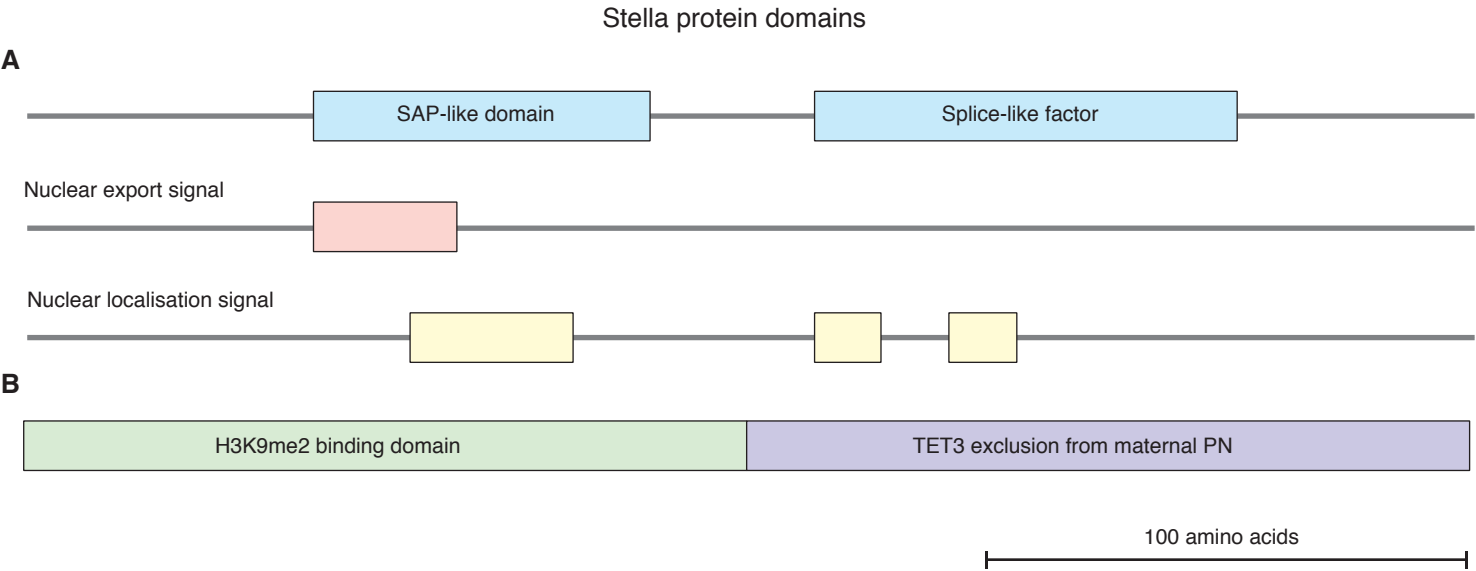 Stella protein domains
A
SAP-like domain
Splice-like factor
Nuclear export signal
Nuclear localisation signal
B
H3K9me2 binding domain
TET3 exclusion from maternal PN
100 amino acids